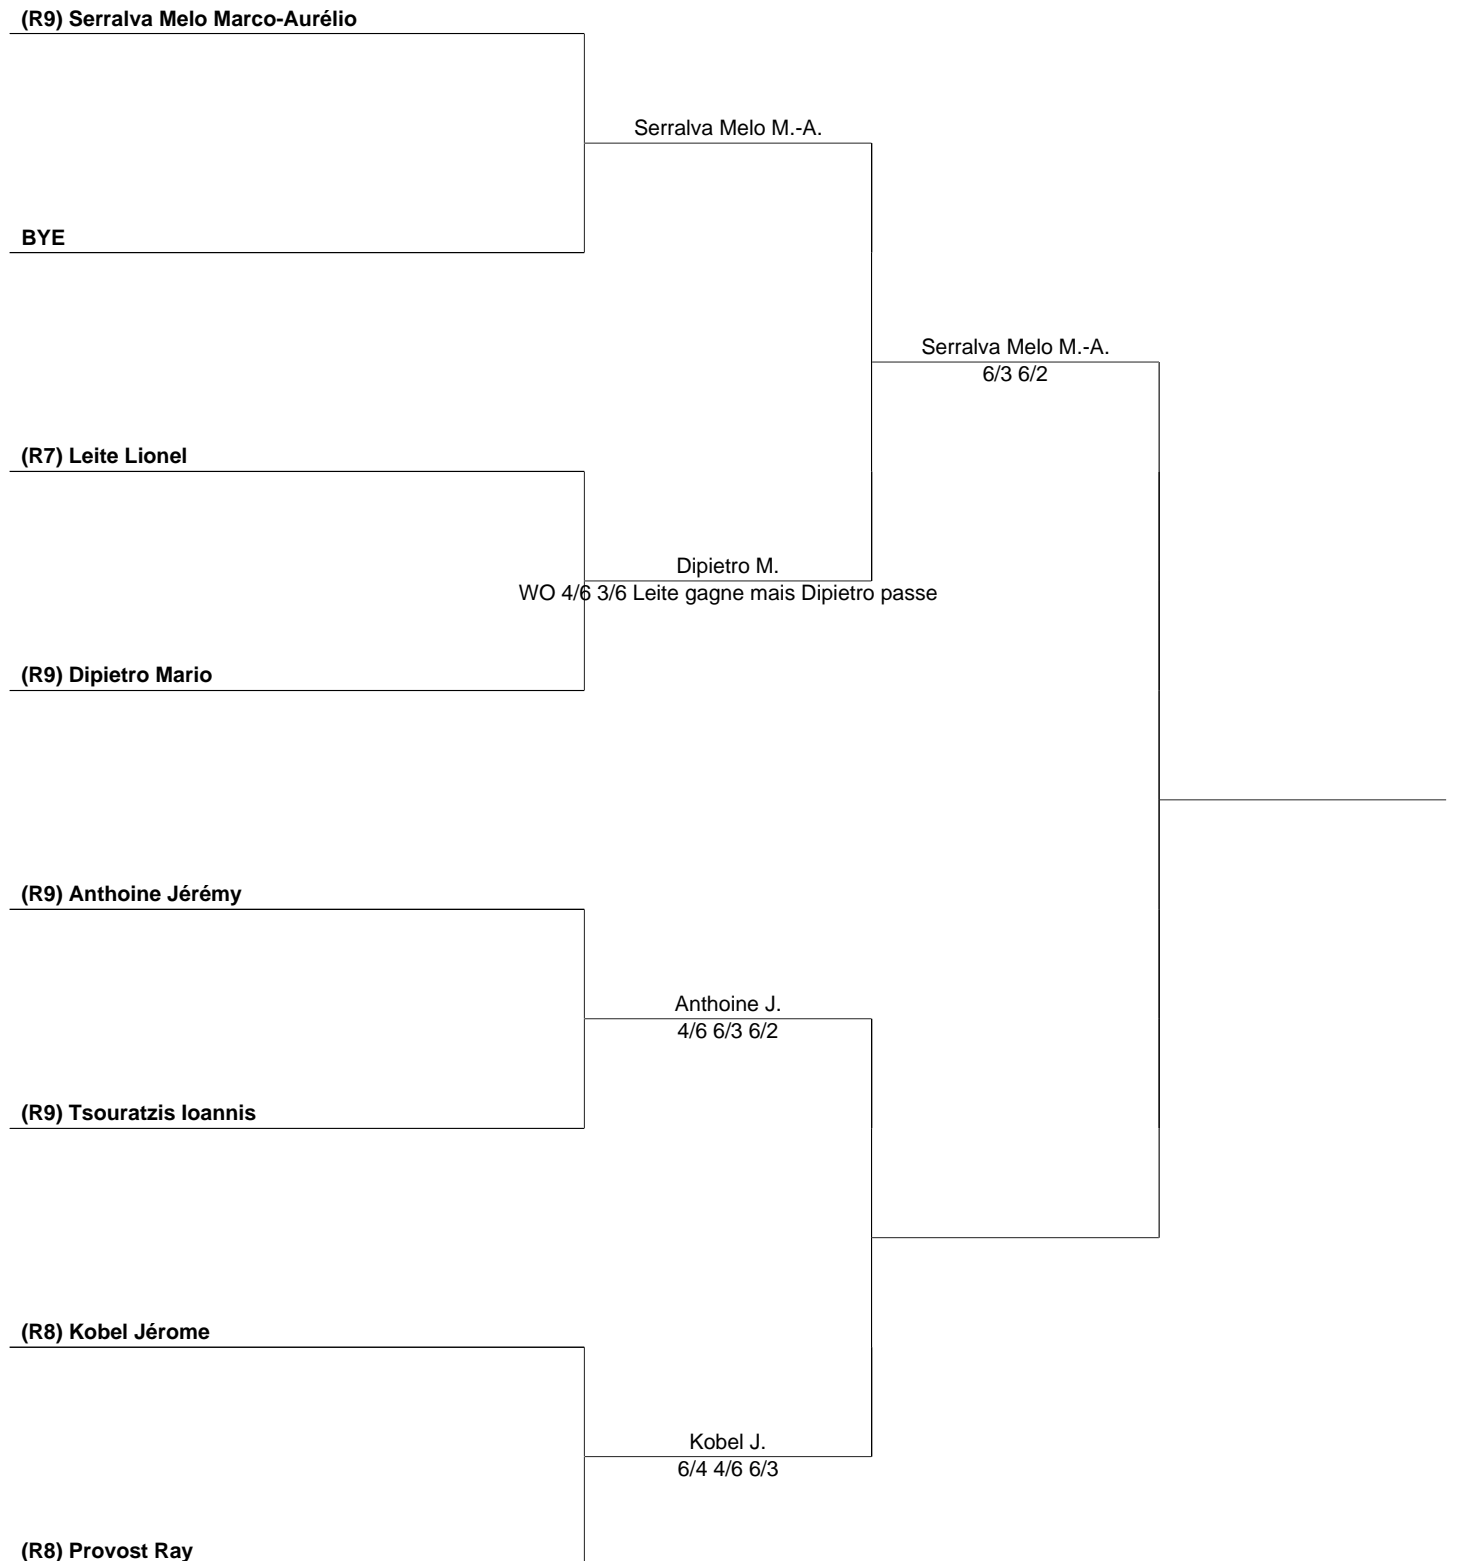 (R9) Serralva Melo Marco-Aurélio
Serralva Melo M.-A.
BYE
Serralva Melo M.-A.
6/3 6/2
(R7) Leite Lionel
Dipietro M.
WO 4/6 3/6 Leite gagne mais Dipietro passe
(R9) Dipietro Mario
(R9) Anthoine Jérémy
Anthoine J.
4/6 6/3 6/2
(R9) Tsouratzis Ioannis
(R8) Kobel Jérome
Kobel J.
6/4 4/6 6/3
(R8) Provost Ray